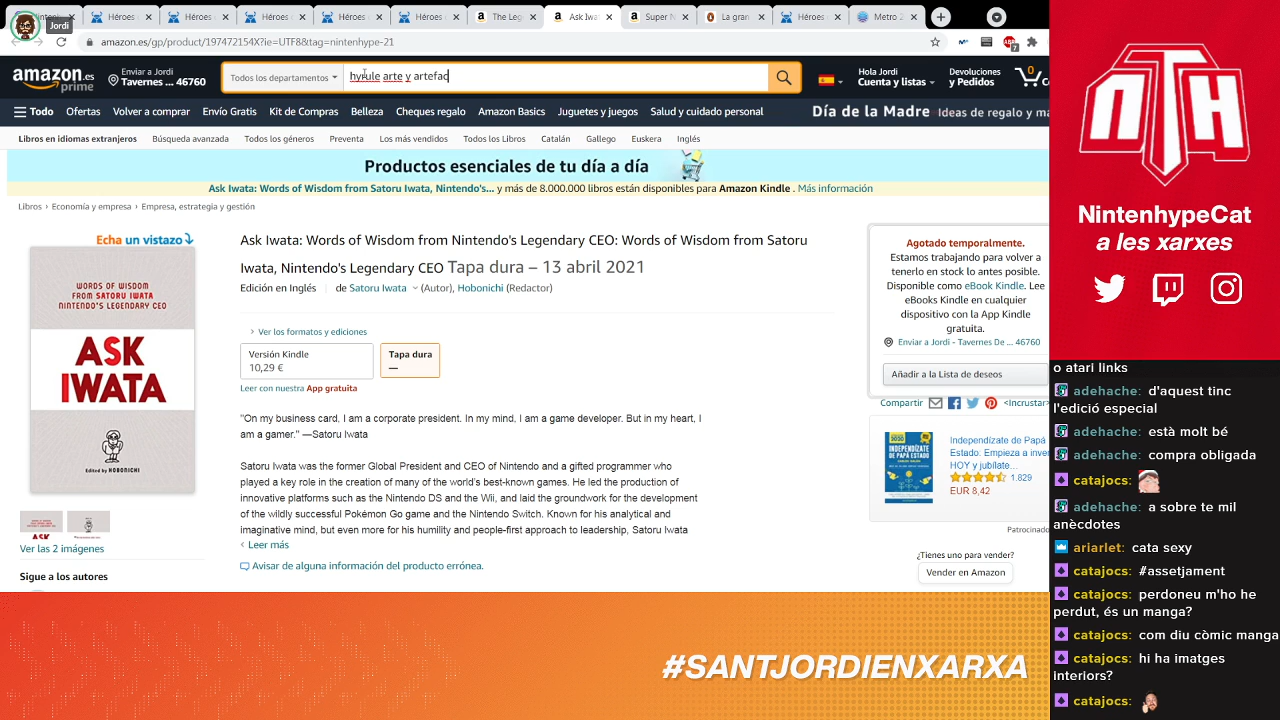 Jordi
Héroes
Héroes
Héroes
Héroes
Héroes
The Leg
Ask Iwa
Super N
La gran
Héroes
Metro 2
amazon.es/gp/product/197472154X?ie=UTF8&tag=nintenhype-21
amazon.es
prime
Enviar a Jordi
Tavernes ... 46760
Todos los departamentos
hyrule arte y artefac
Hola Jordi
Cuenta y listas
Devoluciones
y Pedidos
0
Todo Ofertas Volver a comprar Envío Gratis Kit de Compras Belleza Cheques regalo Amazon Basics Juguetes y juegos Salud y cuidado personal
Día de la Madre Ideas de regalo y má
Libros en idiomas extranjeros Búsqueda avanzada Todos los géneros Preventa Los más vendidos Todos los Libros Catalán Gallego Euskera Inglés
Productos esenciales de tu día a día
Ask Iwata: Words of Wisdom from Satoru Iwata, Nintendo's... y más de 8.000.000 libros están disponibles para Amazon Kindle . Más información
Libros › Economía y empresa › Empresa, estrategia y gestión
Echa un vistazo
WORDS OF WISDOM
FROM SATORU IWATA
NINTENDO'S LEGENDARY CEO
ASK
IWATA
Edited by HOBONICHI
Ver las 2 imágenes
Sigue a los autores
Ask Iwata: Words of Wisdom from Nintendo's Legendary CEO: Words of Wisdom from Satoru
Iwata, Nintendo's Legendary CEO Tapa dura – 13 abril 2021
Edición en Inglés de Satoru Iwata (Autor), Hobonichi (Redactor)
Ver los formatos y ediciones
Versión Kindle
10,29 €
Tapa dura
—
Leer con nuestra App gratuita
"On my business card, I am a corporate president. In my mind, I am a game developer. But in my heart, I
am a gamer." —Satoru Iwata
Satoru Iwata was the former Global President and CEO of Nintendo and a gifted programmer who
played a key role in the creation of many of the world's best-known games. He led the production of
innovative platforms such as the Nintendo DS and the Wii, and laid the groundwork for the development
of the wildly successful Pokémon Go game and the Nintendo Switch. Known for his analytical and
imaginative mind, but even more for his humility and people-first approach to leadership, Satoru Iwata
Leer más
Avisar de alguna información del producto errónea.
Agotado temporalmente.
Estamos trabajando para volver a
tenerlo en stock lo antes posible.
Disponible como eBook Kindle. Lee
eBooks Kindle en cualquier
dispositivo con la App Kindle
gratuita.
Enviar a Jordi - Tavernes De ... 46760
Añadir a la Lista de deseos
Compartir <Incrustar>
Independízate de Papá
Estado: Empieza a inver
HOY y jubílate...
1.829
EUR 8,42
Patrocinado
¿Tienes uno para vender?
Vender en Amazon
#SANTJORDIENXARXA
NTH
NintenhypeCat
a les xarxes
o atari links
adehache: d'aquest tinc
l'edició especial
adehache: està molt bé
adehache: compra obligada
catajocs:
adehache: a sobre te mil
anècdotes
ariarlet: cata sexy
catajocs: #assetjament
catajocs: perdoneu m'ho he
perdut, és un manga?
catajocs: com diu còmic manga
catajocs: hi ha imatges
interiors?
catajocs: